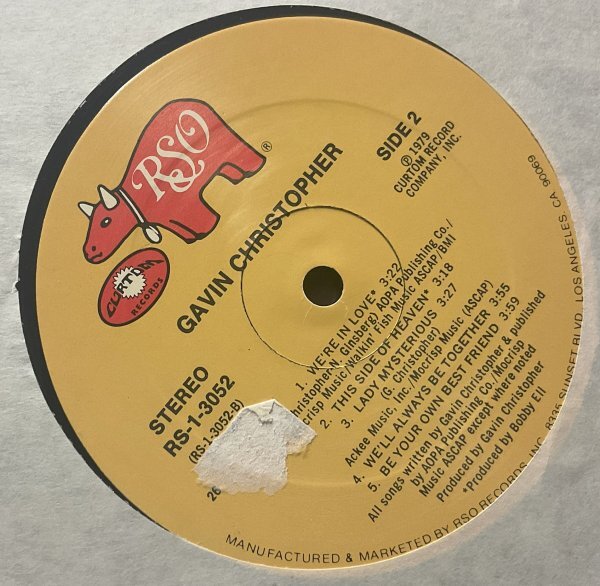 RSO
®
CURTOM
RECORDS
GAVIN CHRISTOPHER
SIDE 2
℗ 1979
CURTOM RECORD
COMPANY, INC.
STEREO
RS-1-3052
(RS-1-3052-B)
26
1. WE'RE IN LOVE* 3:22
Christopher/N. Ginsberg) AOPA Publishing Co./
crisp Music/Walkin' Fish Music ASCAP/BMI
2. THIS SIDE OF HEAVEN* 3:18
3. LADY MYSTERIOUS 3:27
(G. Christopher)
Ackee Music, Inc./Mocrisp Music (ASCAP)
4. WE'LL ALWAYS BE TOGETHER 3:55
5. BE YOUR OWN BEST FRIEND 3:59
All songs written by Gavin Christopher & published
by AOPA Publishing Co./Mocrisp
Music ASCAP except where noted
Produced by Gavin Christopher
*Produced by Bobby Eli
MANUFACTURED & MARKETED BY RSO RECORDS, INC. 8335 SUNSET BLVD. LOS ANGELES, CA 90069